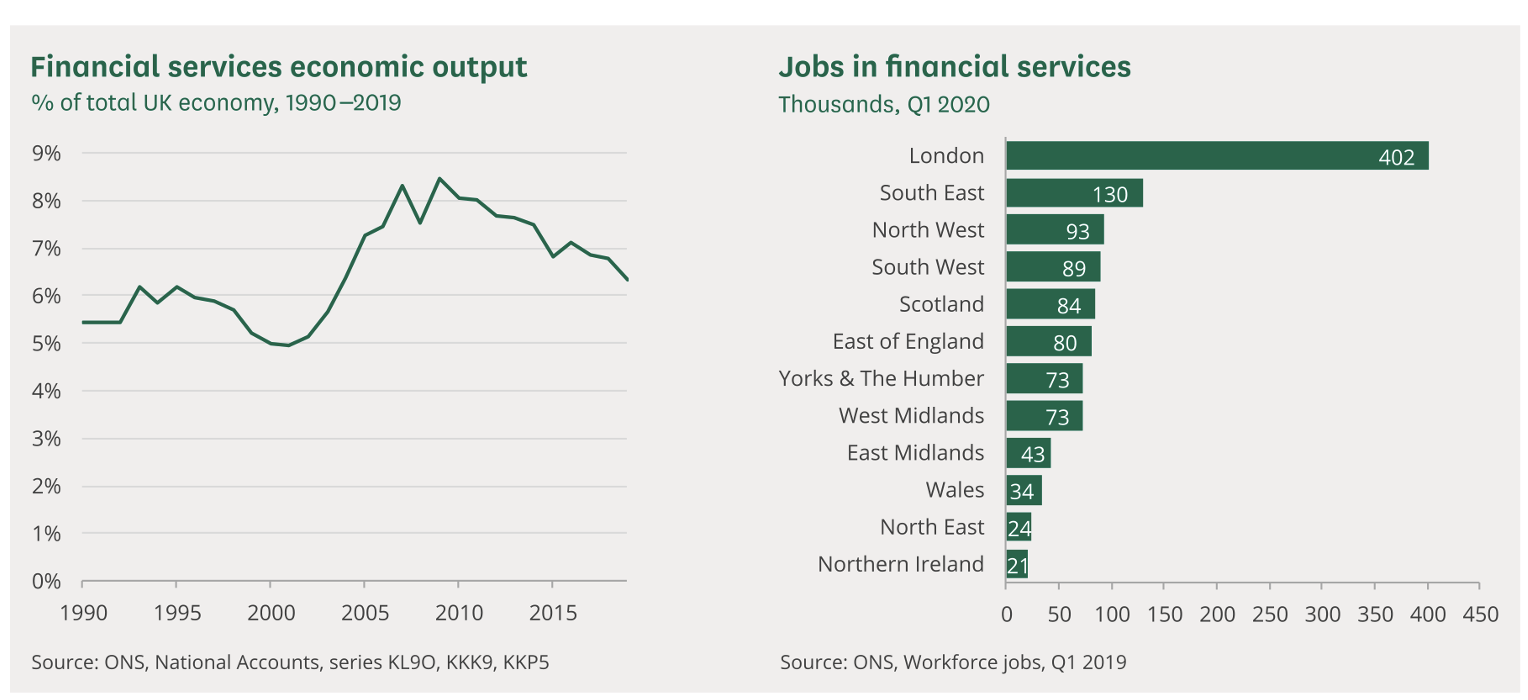 Financial services economic output
% of total UK economy, 1990–2019
9%
8%
7%
6%
5%
4%
3%
2%
1%
0%
1990 1995 2000 2005 2010 2015
Source: ONS, National Accounts, series KL9O, KKK9, KKP5
Jobs in financial services
Thousands, Q1 2020
London 402
South East 130
North West 93
South West 89
Scotland 84
East of England 80
Yorks & The Humber 73
West Midlands 73
East Midlands 43
Wales 34
North East 24
Northern Ireland 21
0 50 100 150 200 250 300 350 400 450
Source: ONS, Workforce jobs, Q1 2019